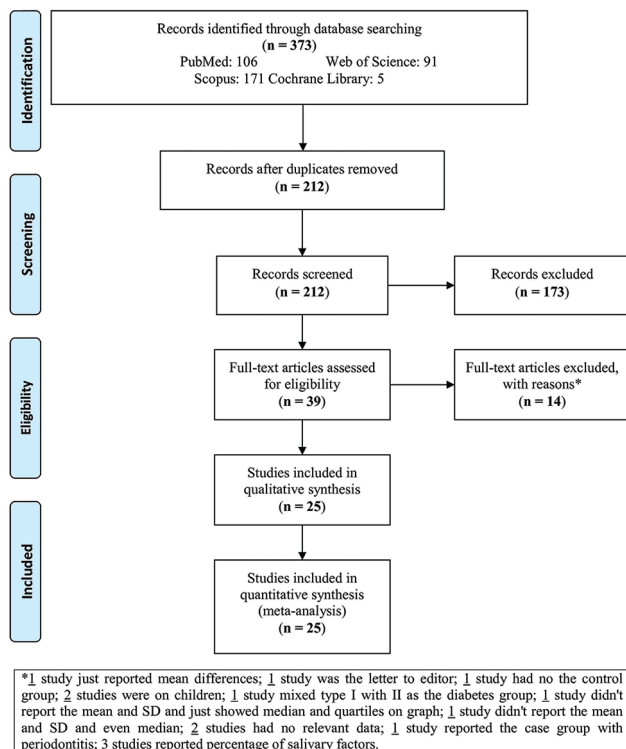 Identification
Records identified through database searching
(n = 373)
PubMed: 106 Web of Science: 91
Scopus: 171 Cochrane Library: 5
Records after duplicates removed
(n = 212)
Screening
Records screened
(n = 212)
Records excluded
(n = 173)
Eligibility
Full-text articles assessed
for eligibility
(n = 39)
Full-text articles excluded,
with reasons*
(n = 14)
Studies included in
qualitative synthesis
(n = 25)
Included
Studies included in
quantitative synthesis
(meta-analysis)
(n = 25)
*1 study just reported mean differences; 1 study was the letter to editor; 1 study had no the control
group; 2 studies were on children; 1 study mixed type I with II as the diabetes group; 1 study didn't
report the mean and SD and just showed median and quartiles on graph; 1 study didn't report the mean
and SD and even median; 2 studies had no relevant data; 1 study reported the case group with
periodontitis; 3 studies reported percentage of salivary factors.